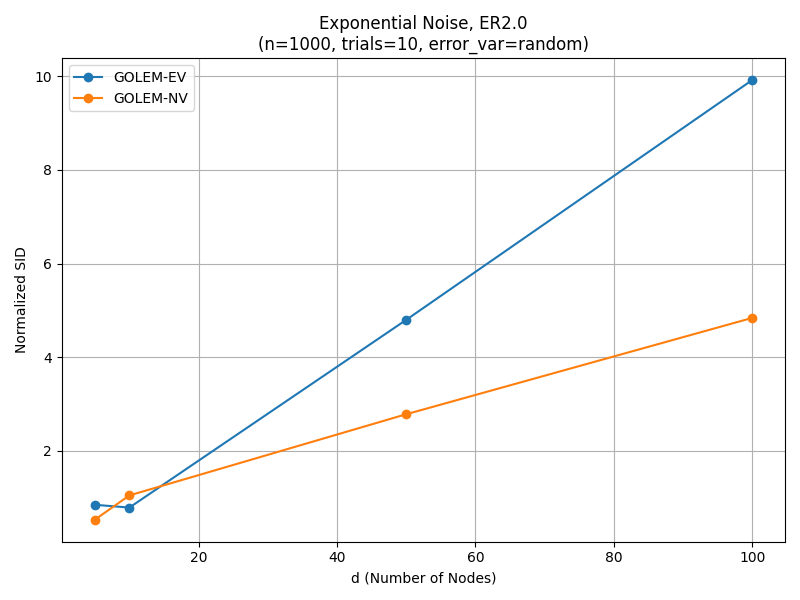 Exponential Noise, ER2.0
(n=1000, trials=10, error_var=random)
GOLEM-EV
GOLEM-NV
Normalized SID
10
8
6
4
2
20 40 60 80 100
d (Number of Nodes)